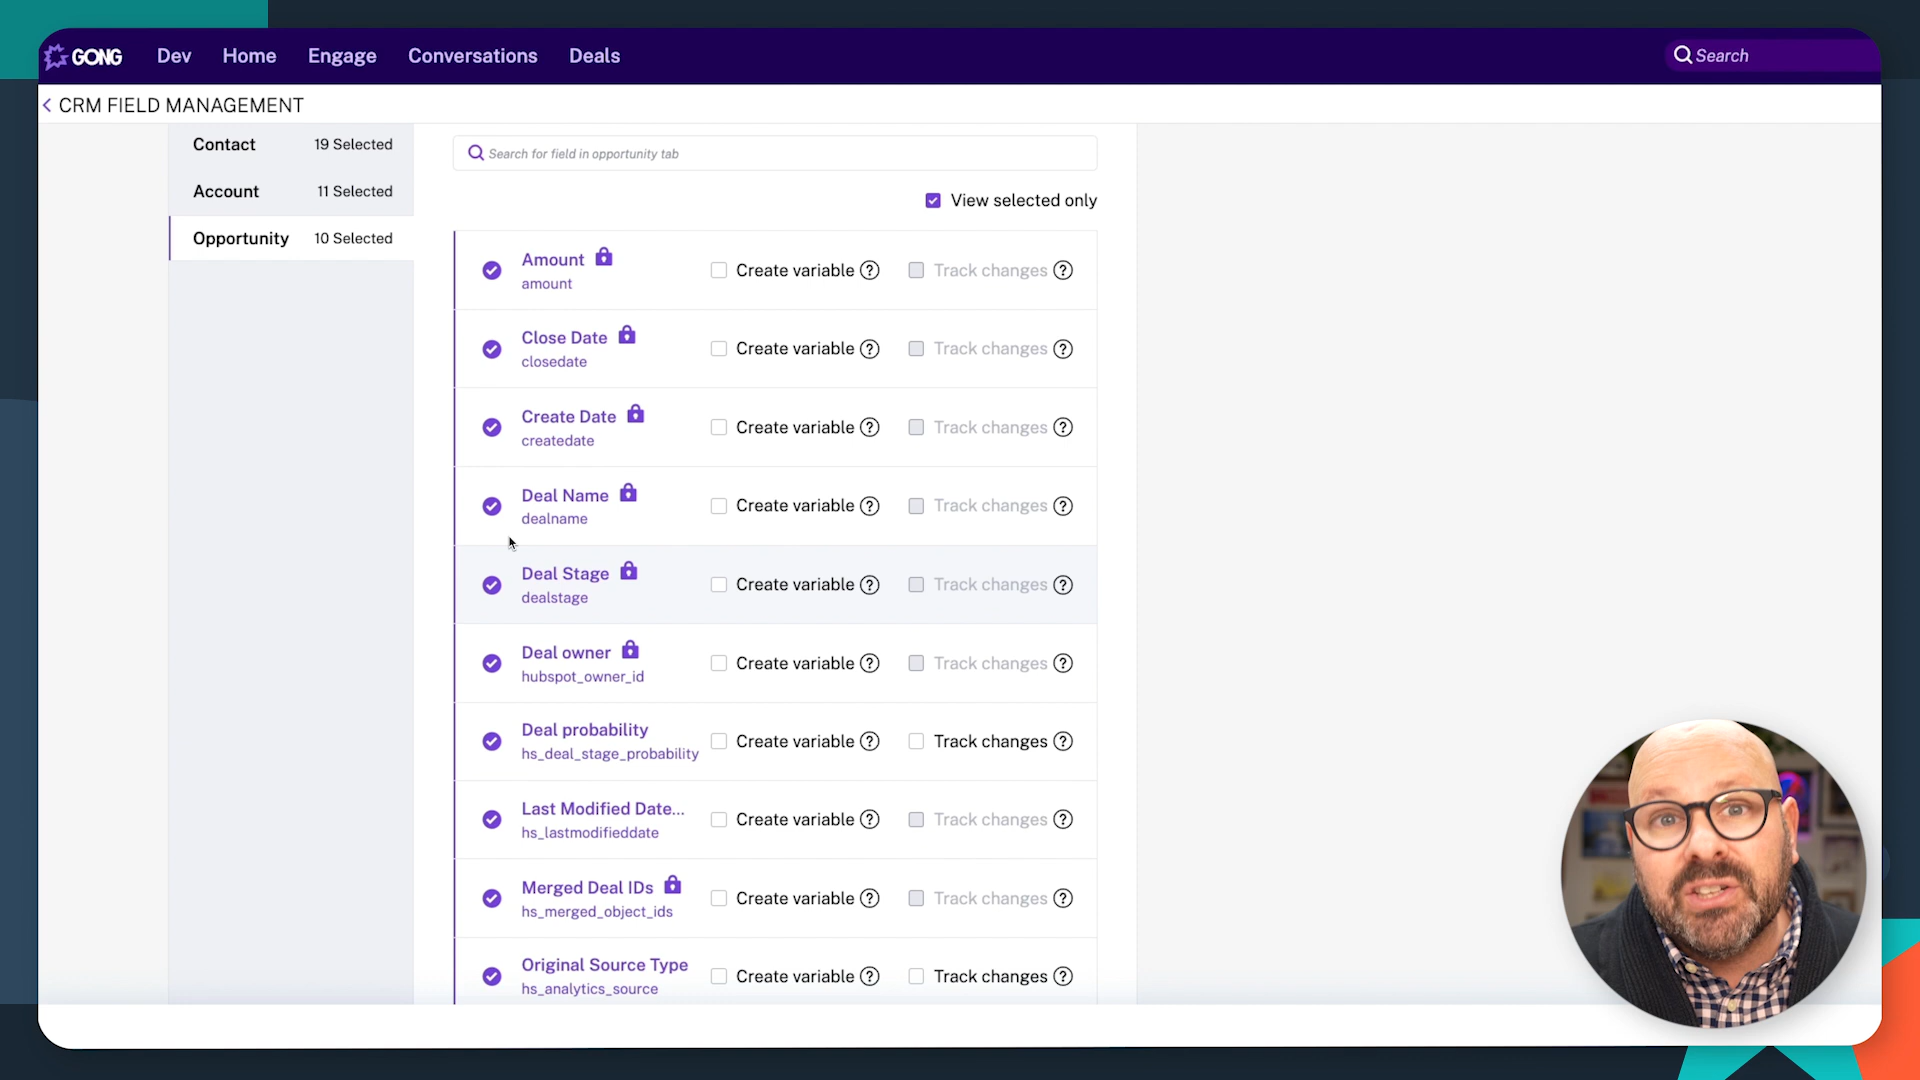 GONG Dev Home Engage Conversations Deals Search
CRM FIELD MANAGEMENT
Contact 19 Selected
Account 11 Selected
Opportunity 10 Selected
Search for field in opportunity tab
View selected only
Amount Create variable ? Track changes ?
amount
Close Date Create variable ? Track changes ?
closedate
Create Date Create variable ? Track changes ?
createdate
Deal Name Create variable ? Track changes ?
dealname
Deal Stage Create variable ? Track changes ?
dealstage
Deal owner Create variable ? Track changes ?
hubspot_owner_id
Deal probability Create variable ? Track changes ?
hs_deal_stage_probability
Last Modified Date... Create variable ? Track changes ?
hs_lastmodifieddate
Merged Deal IDs Create variable ? Track changes ?
hs_merged_object_ids
Original Source Type Create variable ? Track changes ?
hs_analytics_source